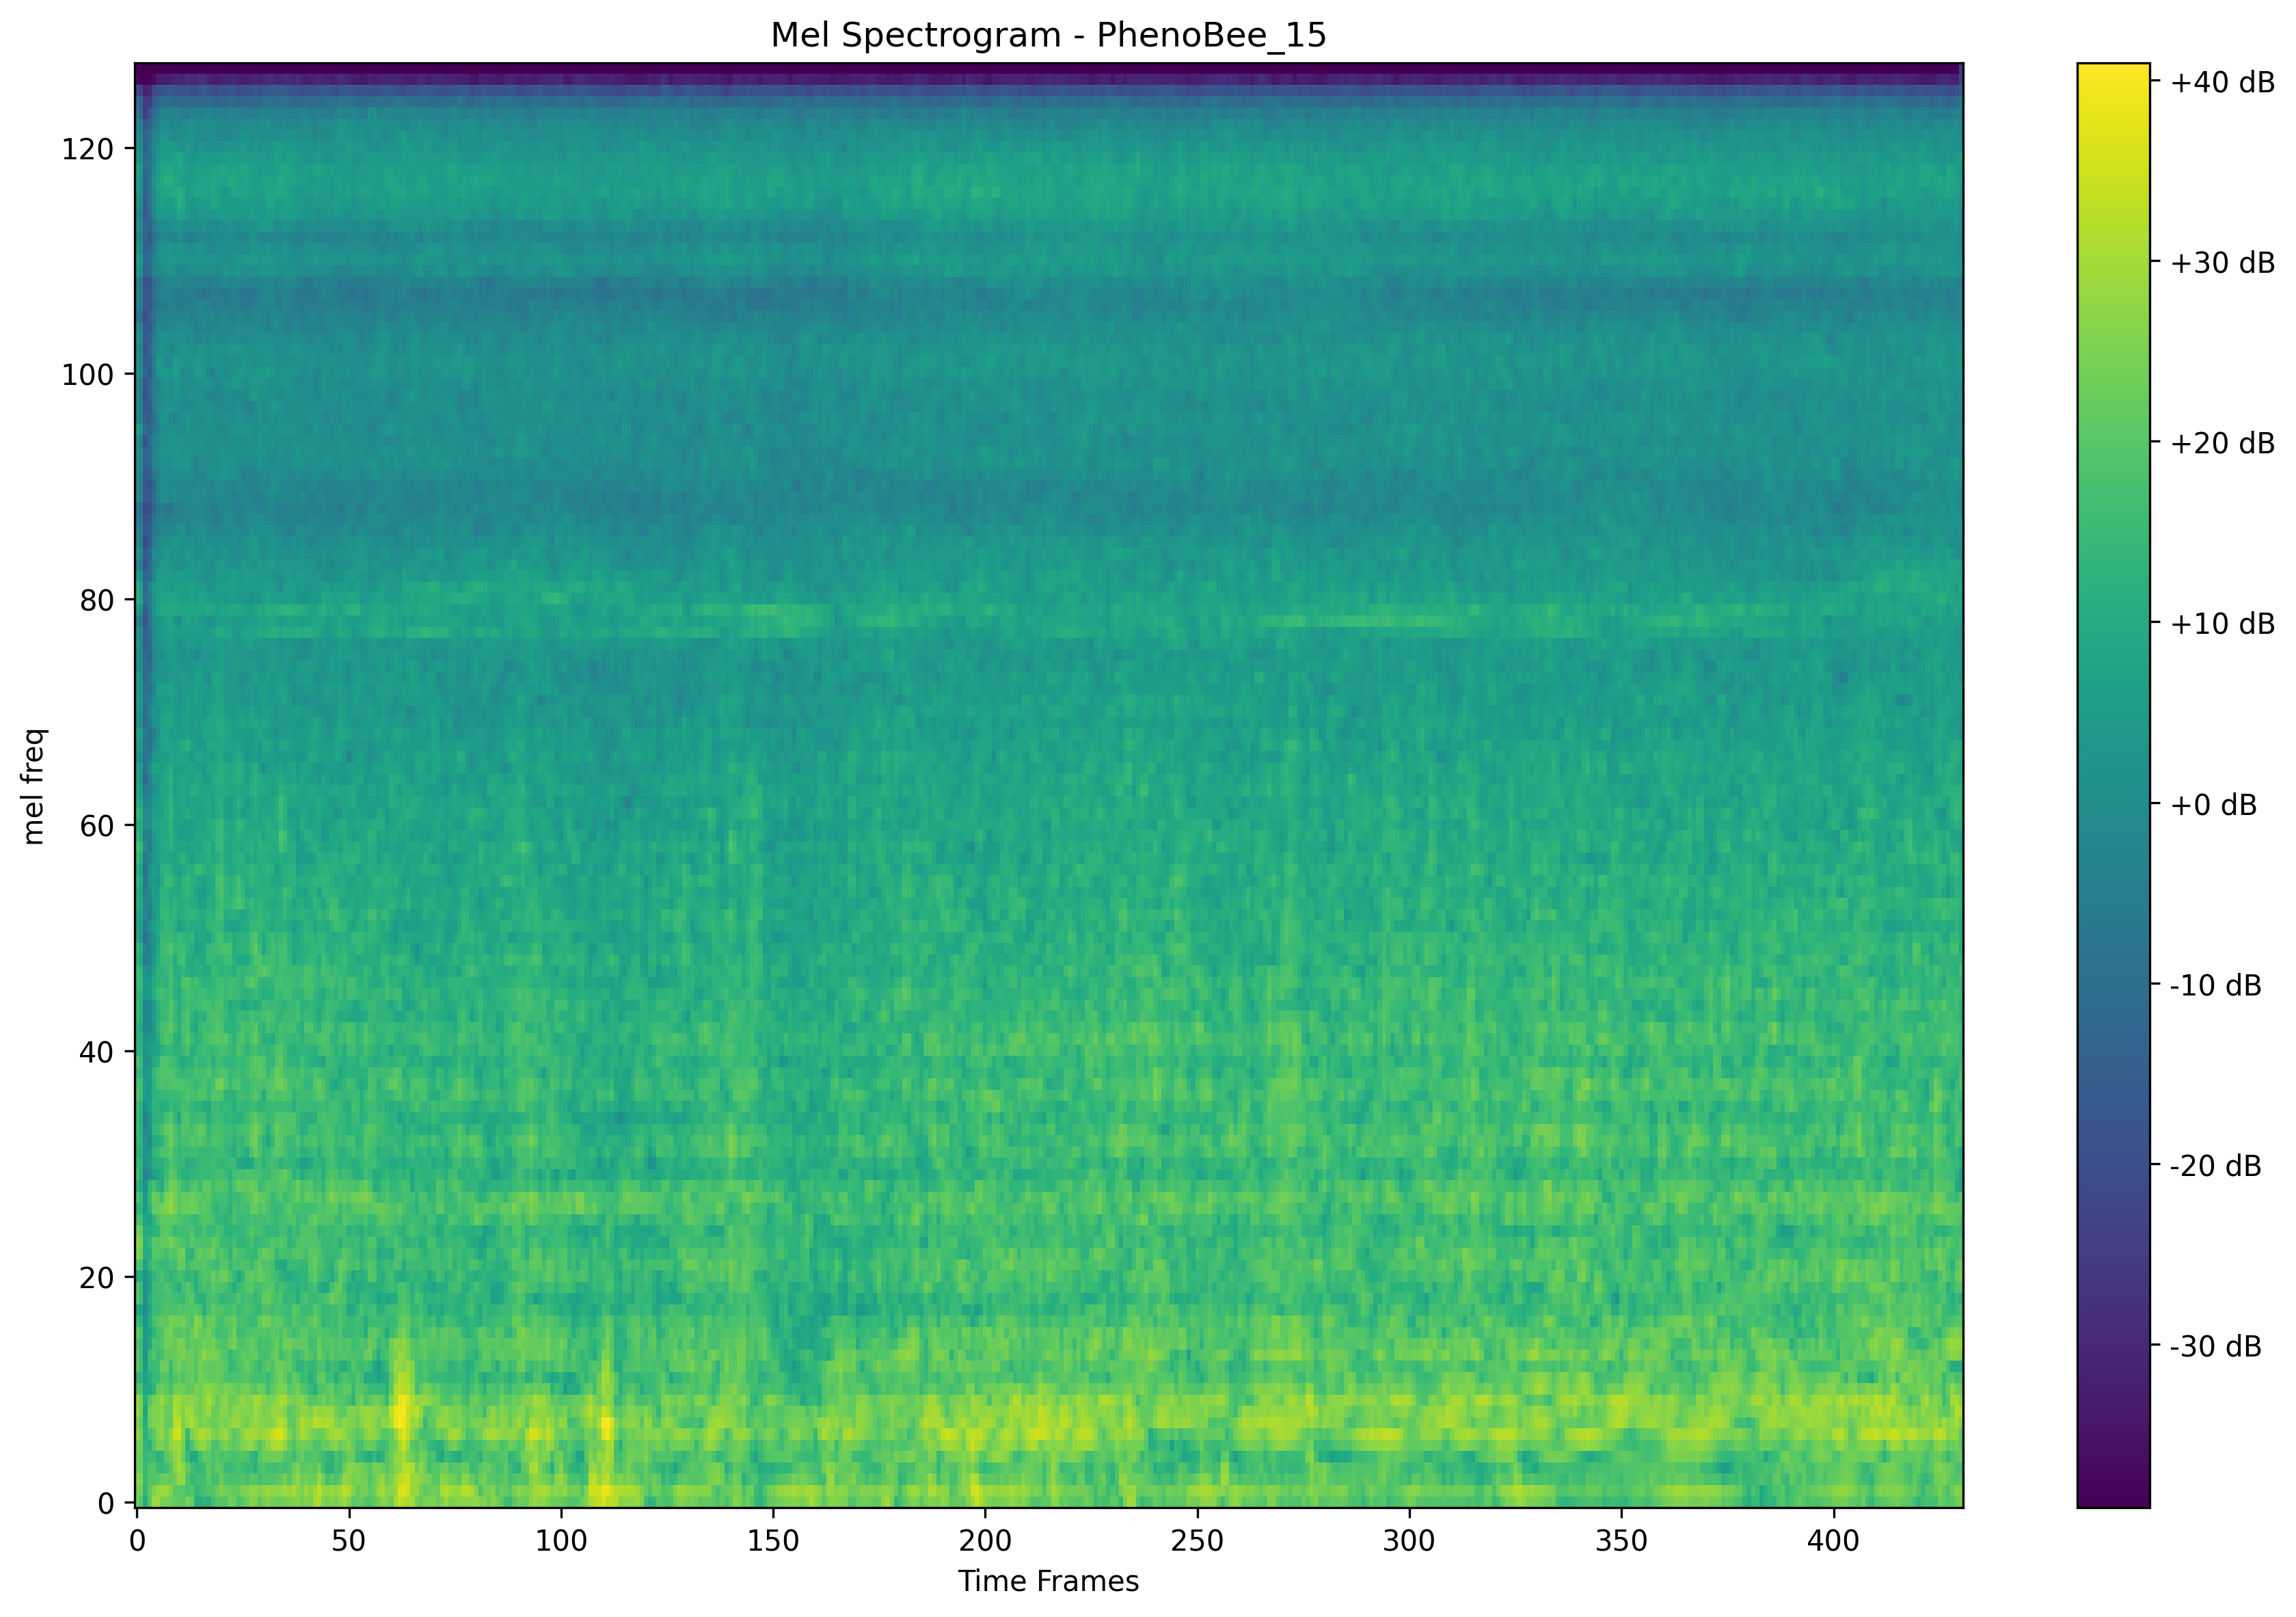 Mel Spectrogram - PhenoBee_15
mel freq
120
100
80
60
40
20
0
0 50 100 150 200 250 300 350 400
Time Frames
+40 dB
+30 dB
+20 dB
+10 dB
+0 dB
-10 dB
-20 dB
-30 dB